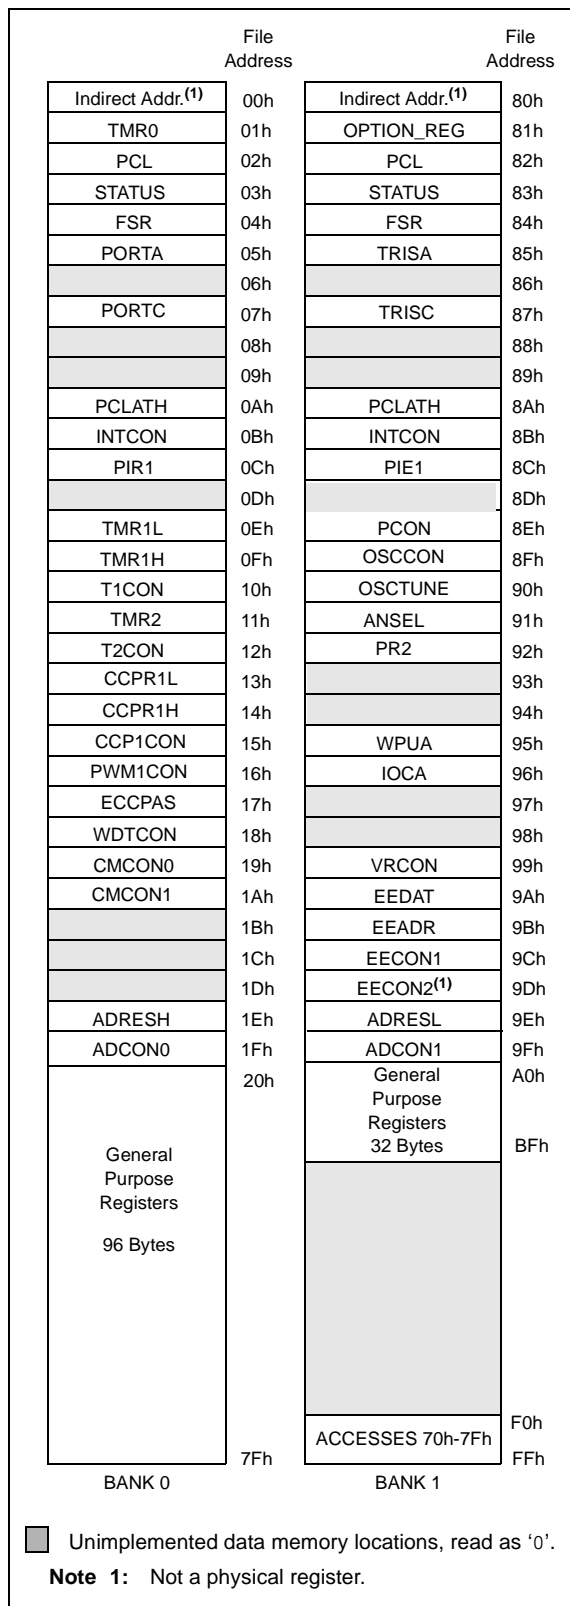 File Address File Address
Indirect Addr.(1) 00h Indirect Addr.(1) 80h
TMR0 01h OPTION_REG 81h
PCL 02h PCL 82h
STATUS 03h STATUS 83h
FSR 04h FSR 84h
PORTA 05h TRISA 85h
06h 86h
PORTC 07h TRISC 87h
08h 88h
09h 89h
PCLATH 0Ah PCLATH 8Ah
INTCON 0Bh INTCON 8Bh
PIR1 0Ch PIE1 8Ch
0Dh 8Dh
TMR1L 0Eh PCON 8Eh
TMR1H 0Fh OSCCON 8Fh
T1CON 10h OSCTUNE 90h
TMR2 11h ANSEL 91h
T2CON 12h PR2 92h
CCPR1L 13h 93h
CCPR1H 14h 94h
CCP1CON 15h WPUA 95h
PWM1CON 16h IOCA 96h
ECCPAS 17h 97h
WDTCON 18h 98h
CMCON0 19h VRCON 99h
CMCON1 1Ah EEDAT 9Ah
1Bh EEADR 9Bh
1Ch EECON1 9Ch
1Dh EECON2(1) 9Dh
ADRESH 1Eh ADRESL 9Eh
ADCON0 1Fh ADCON1 9Fh
20h General A0h
Purpose
Registers
32 Bytes BFh
General
Purpose
Registers
96 Bytes
F0h
ACCESSES 70h-7Fh
7Fh FFh
BANK 0 BANK 1
Unimplemented data memory locations, read as ‘0’.
Note 1: Not a physical register.